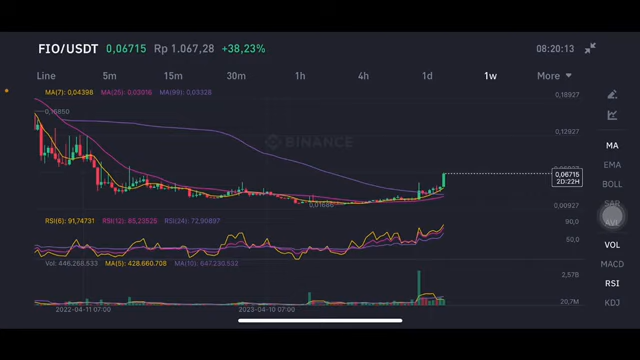 FIO/USDT 0,06715 Rp 1.067,28 +38,23% 08:20:13
Line 5m 15m 30m 1h 4h 1d 1w More
MA(7): 0,04398 MA(25): 0,03016 MA(99): 0,03328
0,18927
0,16850
0,12927
BINANCE
0,06715
2D:22H
0,01666
0,00927
RSI(6): 91,74731 RSI(12): 85,23525 RSI(24): 72,90897
90,0
50,0
Vol: 446.266.533 MA(5): 428.660.708 MA(10): 647.230.532
2,57B
20,7M
2022-04-11 07:00 2023-04-10 07:00
MA
EMA
BOLL
SAR
AVL
VOL
MACD
RSI
KDJ